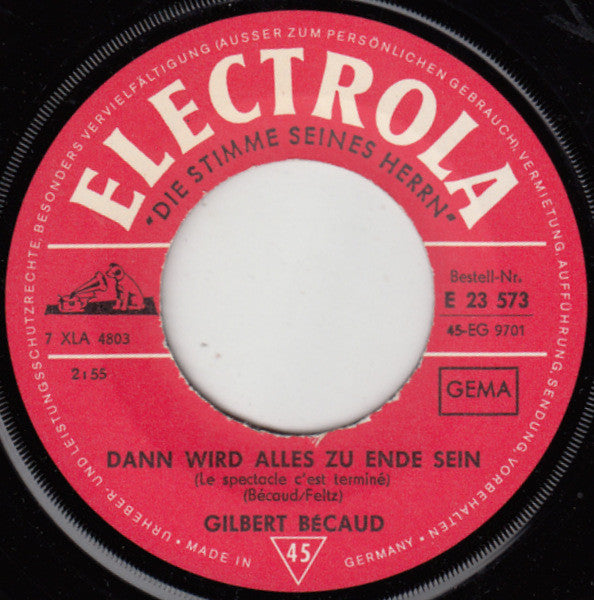 ELECTROLA
"DIE STIMME SEINES HERRN"
Bestell-Nr.
E 23 573
45-EG 9701
7 XLA 4803
2:55
GEMA
DANN WIRD ALLES ZU ENDE SEIN
(Le spectacle c'est terminé)
(Bécaud/Feltz)
GILBERT BÉCAUD
45
MADE IN GERMANY • URHEBER- UND LEISTUNGSSCHUTZRECHTE, BESONDERS VERVIELFÄLTIGUNG (AUSSER ZUM PERSÖNLICHEN GEBRAUCH), VERMIETUNG, AUFFÜHRUNG, SENDUNG, VORBEHALTEN •